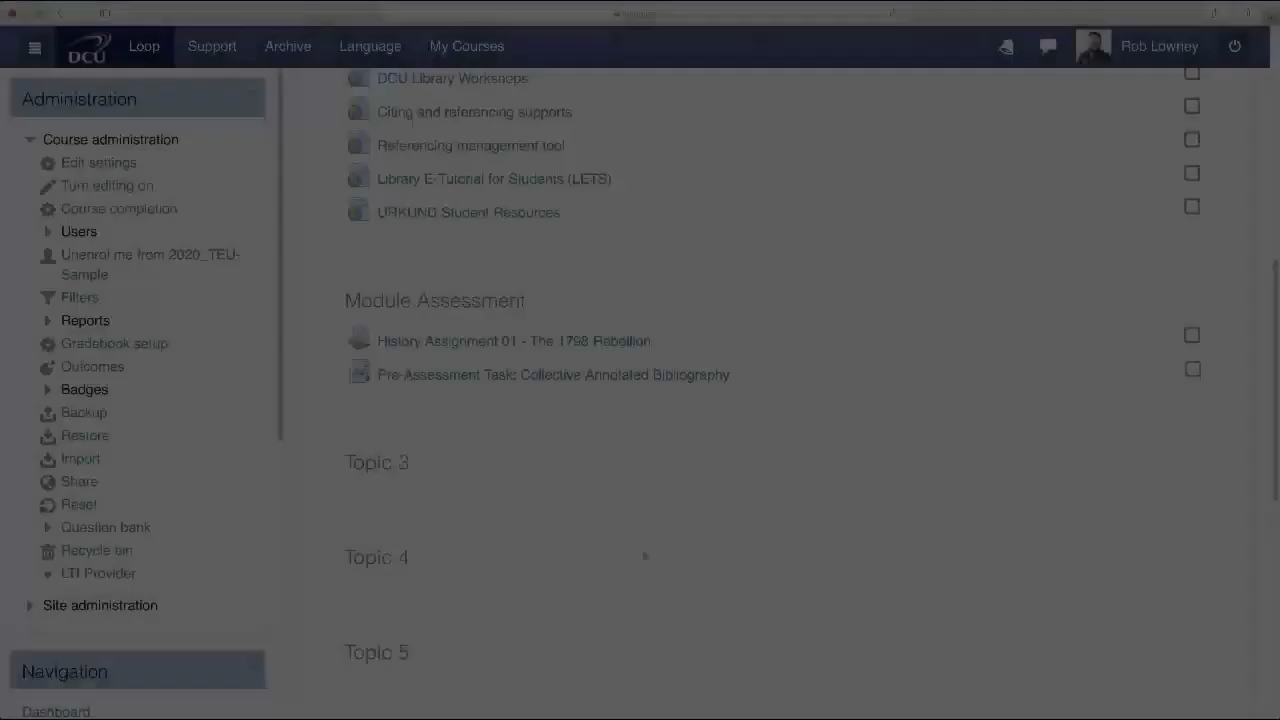 DCU
Loop
Support
Archive
Language
My Courses
Rob Lowney
Administration
Course administration
Edit settings
Turn editing on
Course completion
Users
Unenrol me from 2020_TEU-
Sample
Filters
Reports
Gradebook setup
Outcomes
Badges
Backup
Restore
Import
Share
Reset
Question bank
Recycle bin
LTI Provider
Site administration
Navigation
Dashboard
DCU Library Workshops
Citing and referencing supports
Referencing management tool
Library E-Tutorial for Students (LETS)
URKUND Student Resources
Module Assessment
History Assignment 01 - The 1798 Rebellion
Pre-Assessment Task: Collective Annotated Bibliography
Topic 3
Topic 4
Topic 5